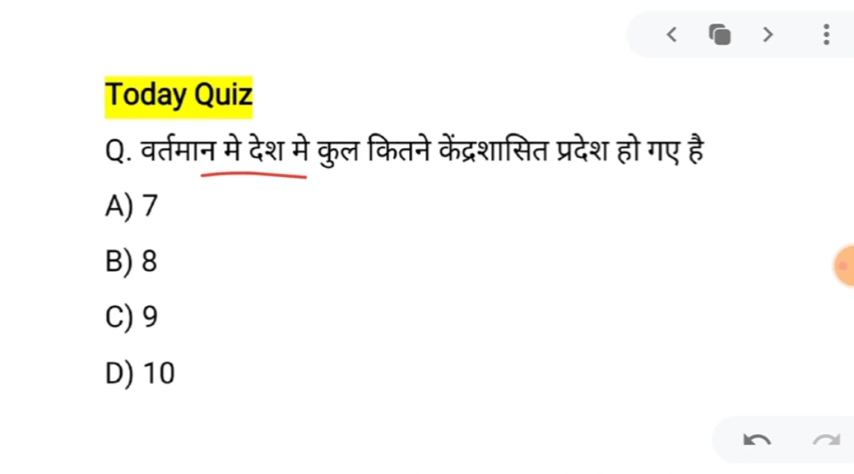 Today Quiz
Q. वर्तमान मे देश मे कुल कितने केंद्रशासित प्रदेश हो गए है
A) 7
B) 8
C) 9
D) 10